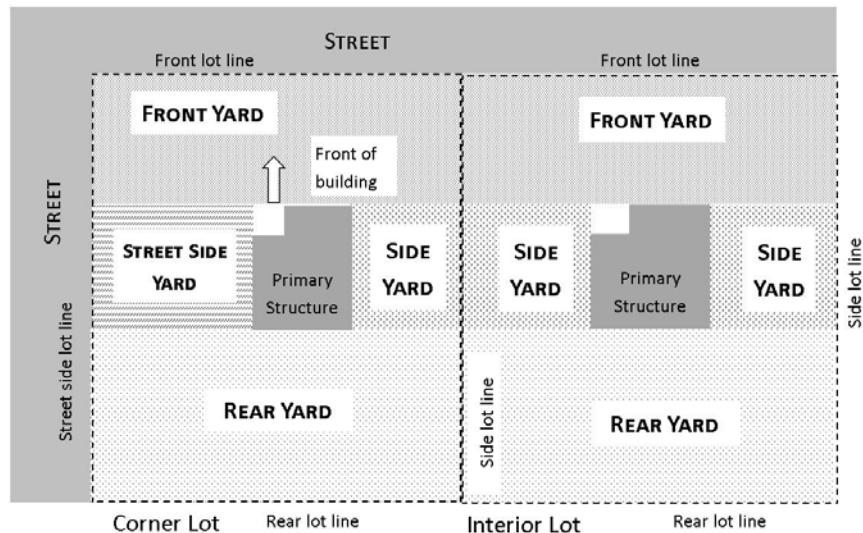 STREET
Front lot line
Front lot line
FRONT YARD
FRONT YARD
Front of
building
STREET
STREET SIDE
YARD
Primary
Structure
SIDE
YARD
SIDE
YARD
Primary
Structure
SIDE
YARD
Side lot line
Street side lot line
REAR YARD
Side lot line
REAR YARD
Corner Lot
Rear lot line
Interior Lot
Rear lot line